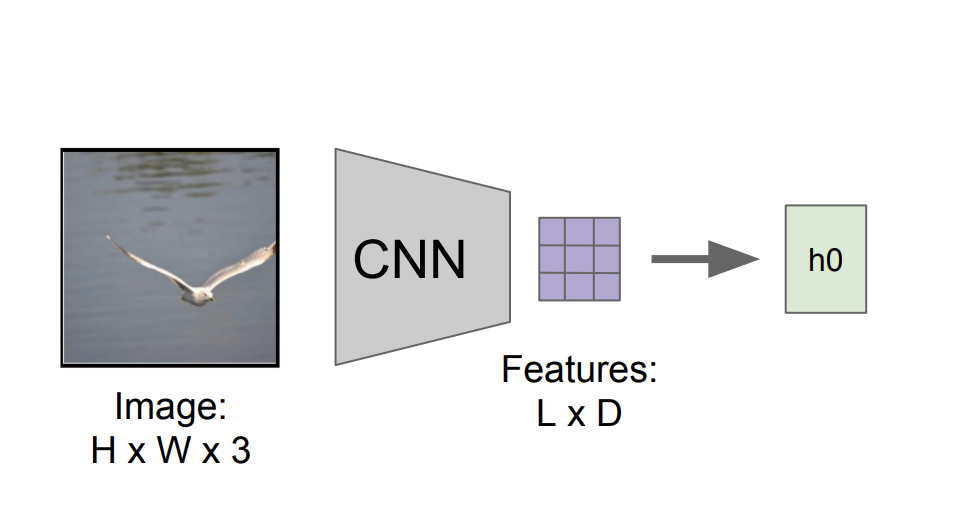 CNN
h0
Features:
L x D
Image:
H x W x 3